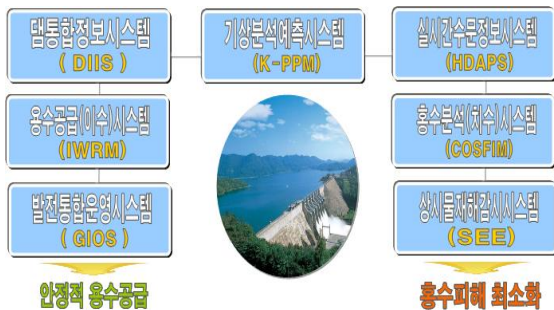 댐통합정보시스템
( DIIS )
기상분석예측시스템
(K-PPM)
실시간수문정보시스템
(HDAPS)
용수공급(이수)시스템
(IWRM)
홍수분석(치수)시스템
(COSFIM)
발전통합운영시스템
( GIOS )
상시물재해감시시스템
(SEE)
안정적 용수공급
홍수피해 최소화